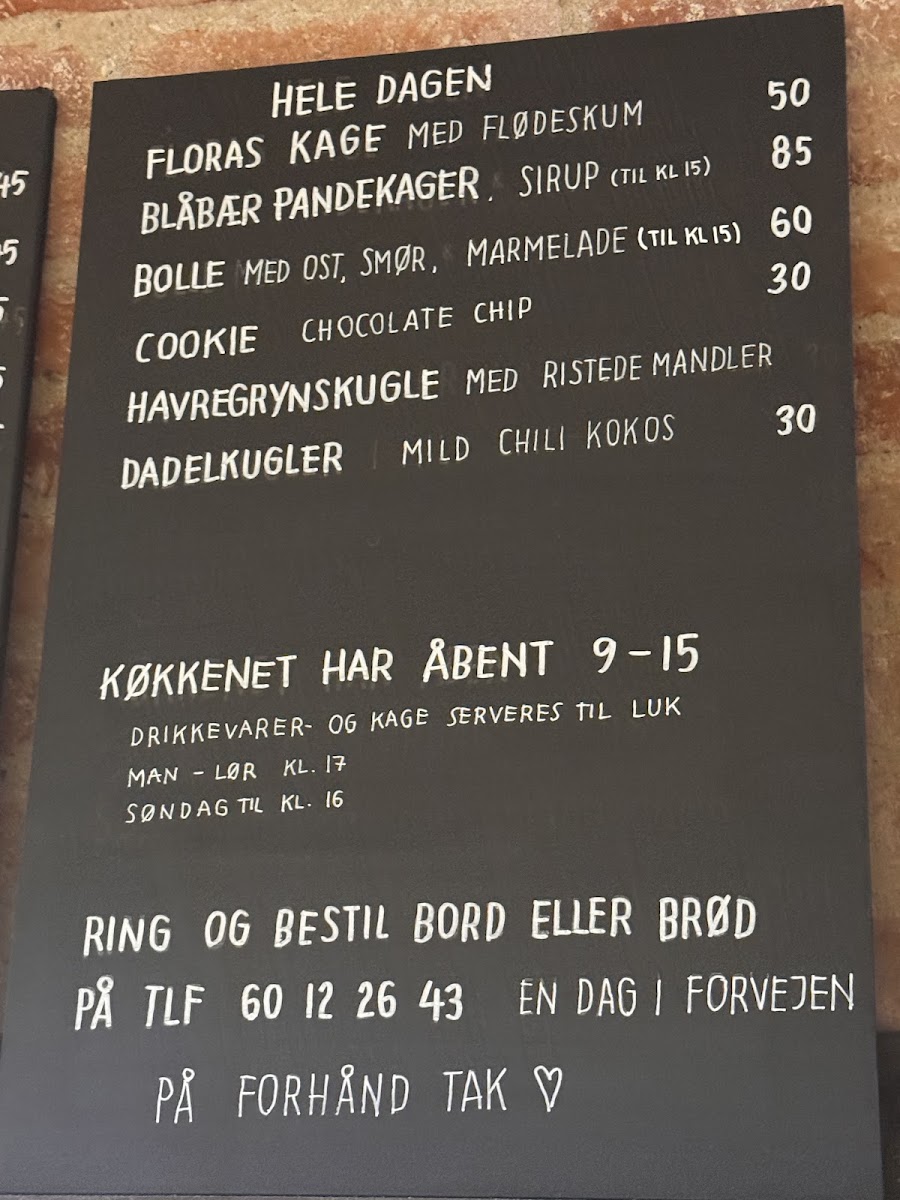 HELE DAGEN
FLORAS KAGE MED FLØDESKUM 50
BLÅBÆR PANDEKAGER, SIRUP (TIL KL 15) 85
BOLLE MED OST, SMØR, MARMELADE (TIL KL 15) 60
COOKIE CHOCOLATE CHIP 30
HAVREGRYNSKUGLE MED RISTEDE MANDLER
DADELKUGLER MILD CHILI KOKOS 30
KØKKENET HAR ÅBENT 9-15
DRIKKEVARER- OG KAGE SERVERES TIL LUK
MAN - LØR KL. 17
SØNDAG TIL KL. 16
RING OG BESTIL BORD ELLER BRØD
PÅ TLF 60 12 26 43 EN DAG I FORVEJEN
PÅ FORHÅND TAK ♡